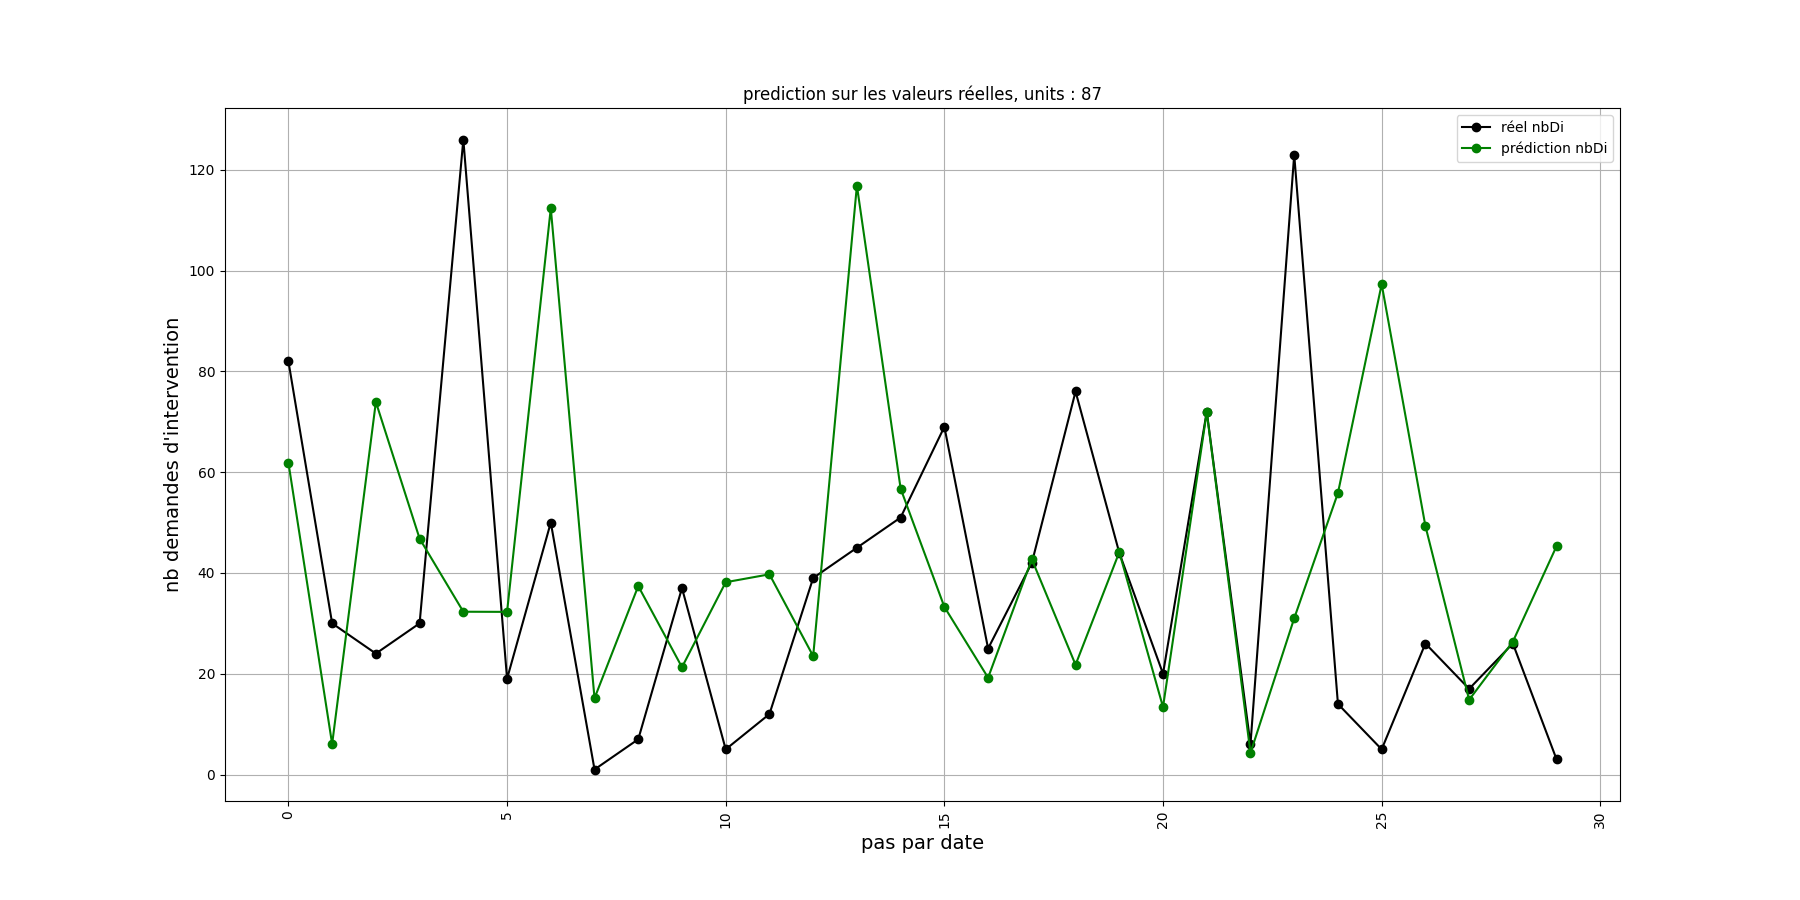 prediction sur les valeurs réelles, units : 87
réel nbDi
prédiction nbDi
120
100
80
60
40
20
0
nb demandes d'intervention
0 5 10 15 20 25 30
pas par date